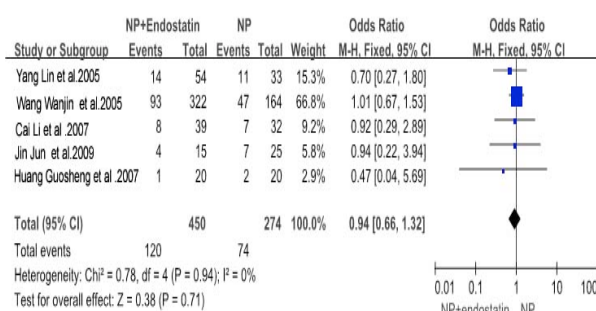 NP+Endostatin NP Odds Ratio Odds Ratio
Study or Subgroup Events Total Events Total Weight M-H, Fixed, 95% CI M-H, Fixed, 95% CI
Yang Lin et al.2005 14 54 11 33 15.3% 0.70 [0.27, 1.80]
Wang Wanjin et al.2005 93 322 47 164 66.8% 1.01 [0.67, 1.53]
Cai Li et al .2007 8 39 7 32 9.2% 0.92 [0.29, 2.89]
Jin Jun et al.2009 4 15 7 25 5.8% 0.94 [0.22, 3.94]
Huang Guosheng et al .2007 1 20 2 20 2.9% 0.47 [0.04, 5.69]
Total (95% CI) 450 274 100.0% 0.94 [0.66, 1.32]
Total events 120 74
Heterogeneity: Chi² = 0.78, df = 4 (P = 0.94); I² = 0%
Test for overall effect: Z = 0.38 (P = 0.71)
0.01 0.1 1 10 100
NP+endostatin NP